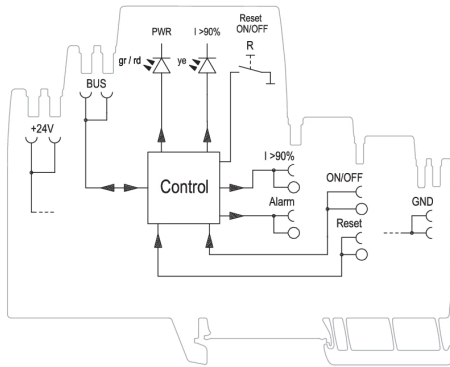 PWR
I >90%
Reset
ON/OFF
R
gr / rd
ye
BUS
+24V
Control
I >90%
Alarm
ON/OFF
Reset
GND